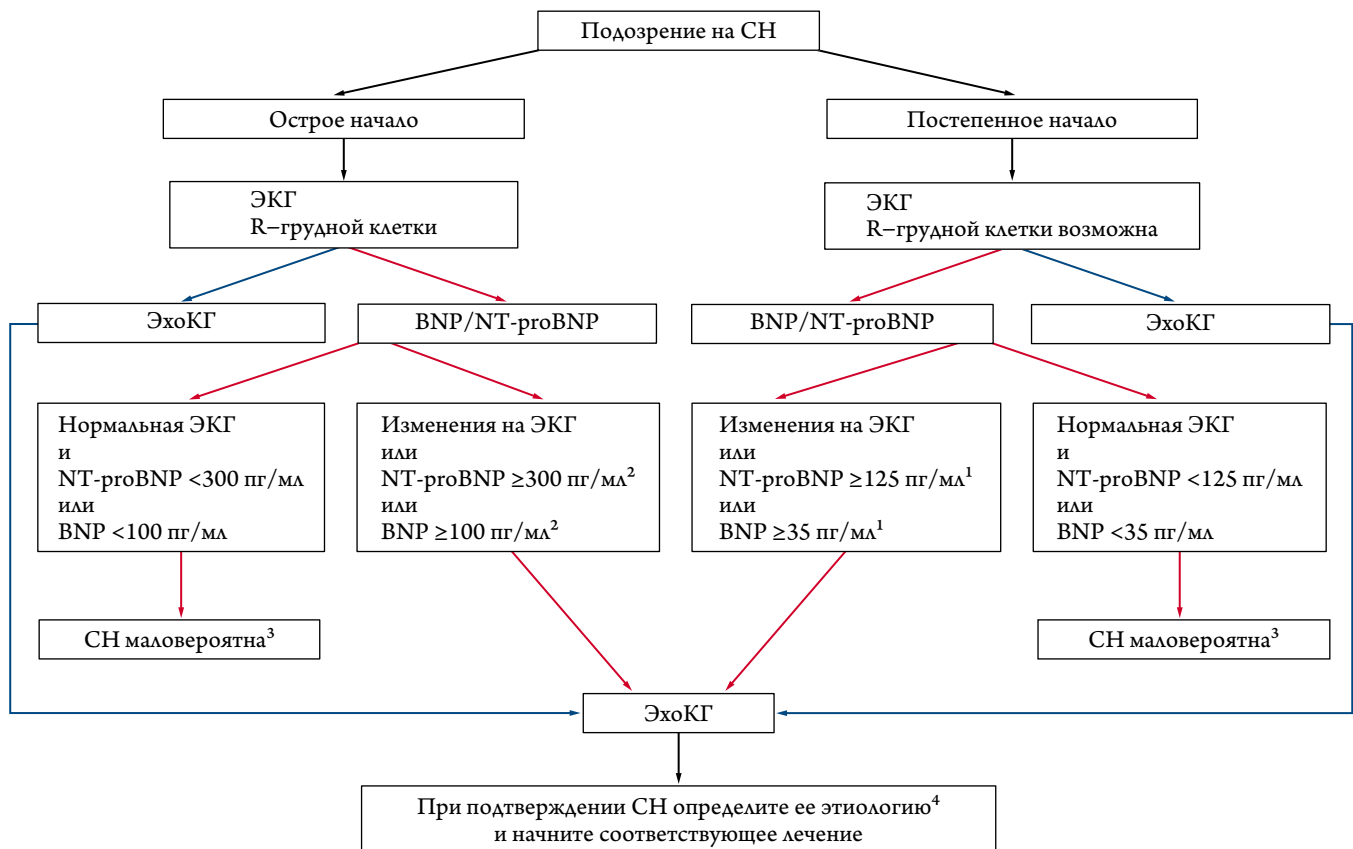 Подозрение на СН
Острое начало
Постепенное начало
ЭКГ
R–грудной клетки
ЭКГ
R–грудной клетки возможна
ЭхоКГ
BNP/NT-proBNP
BNP/NT-proBNP
ЭхоКГ
Нормальная ЭКГ
и
NT-proBNP <300 пг/мл
или
BNP <100 пг/мл
Изменения на ЭКГ
или
NT-proBNP ≥300 пг/мл²
или
BNP ≥100 пг/мл²
Изменения на ЭКГ
или
NT-proBNP ≥125 пг/мл¹
или
BNP ≥35 пг/мл¹
Нормальная ЭКГ
и
NT-proBNP <125 пг/мл
или
BNP <35 пг/мл
СН маловероятна³
СН маловероятна³
ЭхоКГ
При подтверждении СН определите ее этиологию⁴
и начните соответствующее лечение